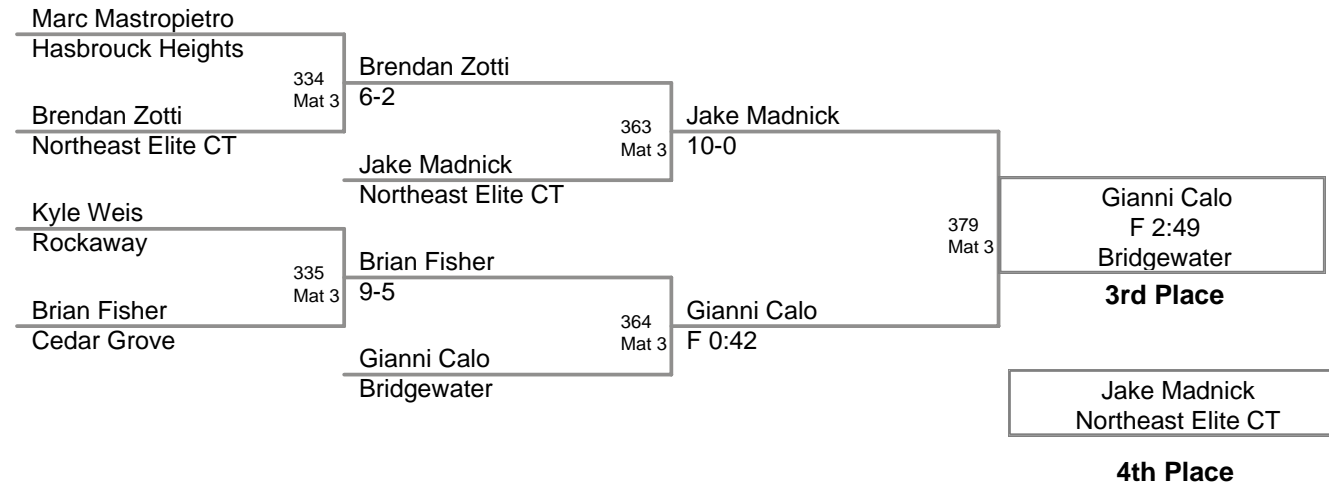 Marc Mastropietro
Hasbrouck Heights
334
Mat 3
Brendan Zotti
6-2
Brendan Zotti
Northeast Elite CT
363
Mat 3
Jake Madnick
10-0
Jake Madnick
Northeast Elite CT
Kyle Weis
Rockaway
335
Mat 3
Brian Fisher
9-5
Brian Fisher
Cedar Grove
364
Mat 3
Gianni Calo
F 0:42
Gianni Calo
Bridgewater
379
Mat 3
Gianni Calo
F 2:49
Bridgewater
3rd Place
Jake Madnick
Northeast Elite CT
4th Place